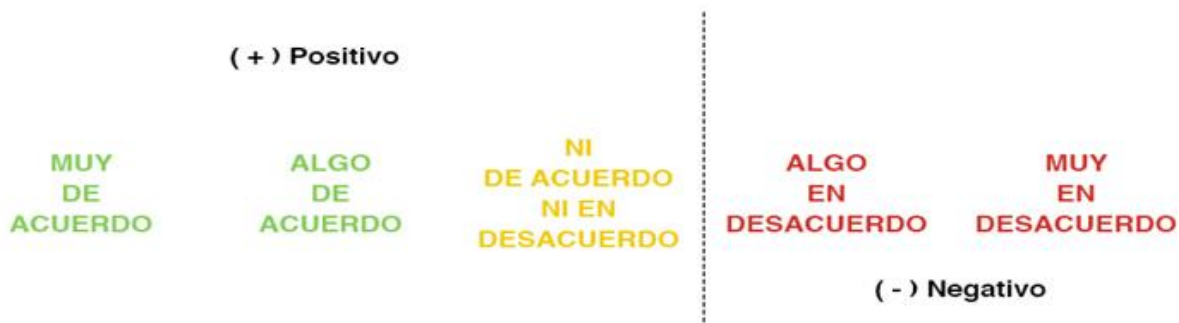 ( + ) Positivo
MUY
DE
ACUERDO
ALGO
DE
ACUERDO
NI
DE ACUERDO
NI EN
DESACUERDO
ALGO
EN
DESACUERDO
MUY
EN
DESACUERDO
( - ) Negativo